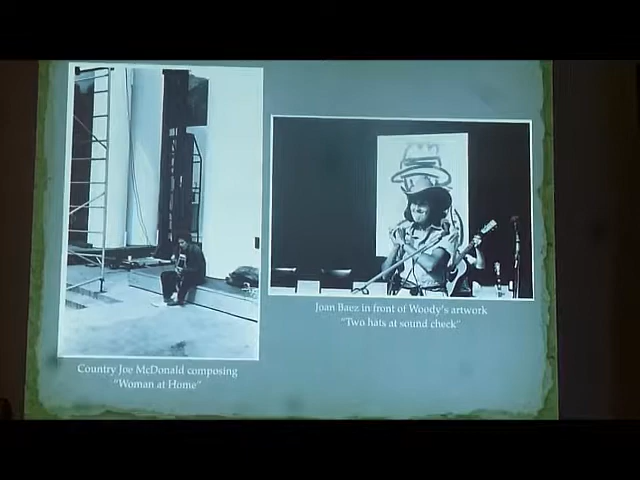 Country Joe McDonald composing
"Woman at Home"
Joan Baez in front of Woody's artwork
"Two hats at sound check"